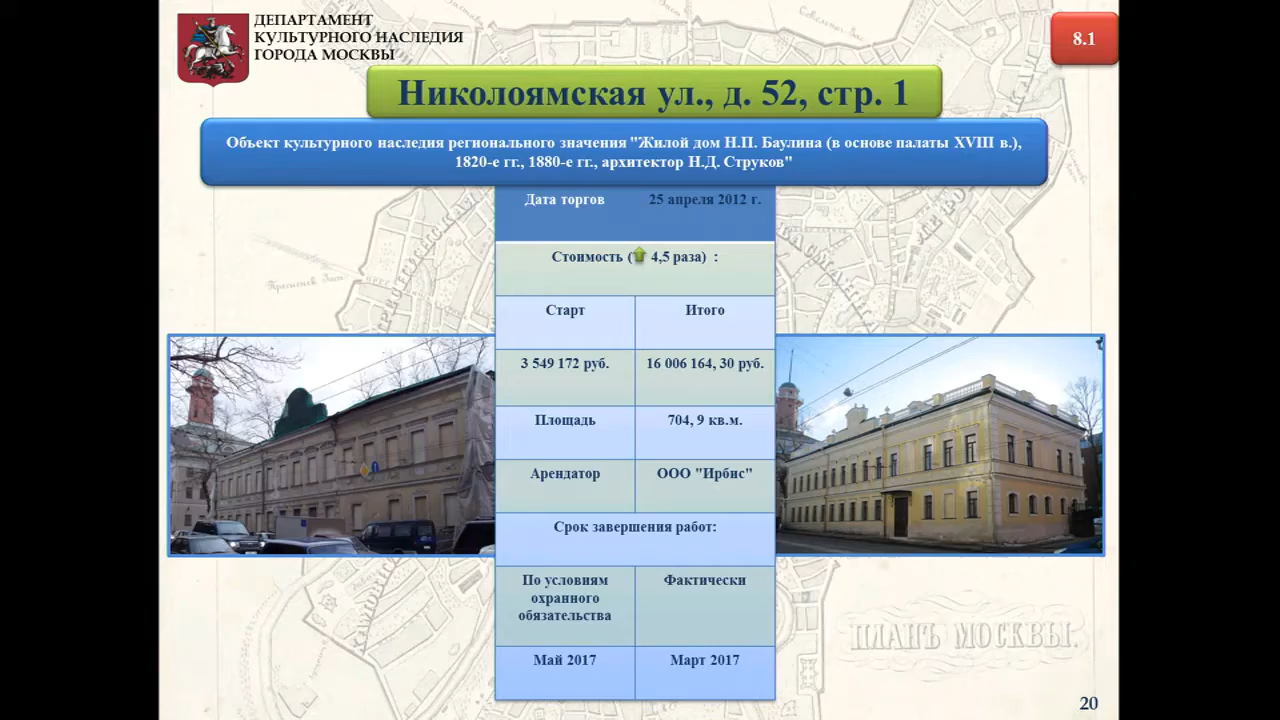 ДЕПАРТАМЕНТ
КУЛЬТУРНОГО НАСЛЕДИЯ
ГОРОДА МОСКВЫ
8.1
Николоямская ул., д. 52, стр. 1
Объект культурного наследия регионального значения "Жилой дом Н.П. Баулина (в основе палаты XVIII в.),
1820-е гг., 1880-е гг., архитектор Н.Д. Струков"
Дата торгов 25 апреля 2012 г.
Стоимость ( 4,5 раза) :
Старт Итого
3 549 172 руб. 16 006 164, 30 руб.
Площадь 704, 9 кв.м.
Арендатор ООО "Ирбис"
Срок завершения работ:
По условиям
охранного
обязательства
Фактически
Май 2017 Март 2017
ПЛАНЪ МОСКВЫ.
20